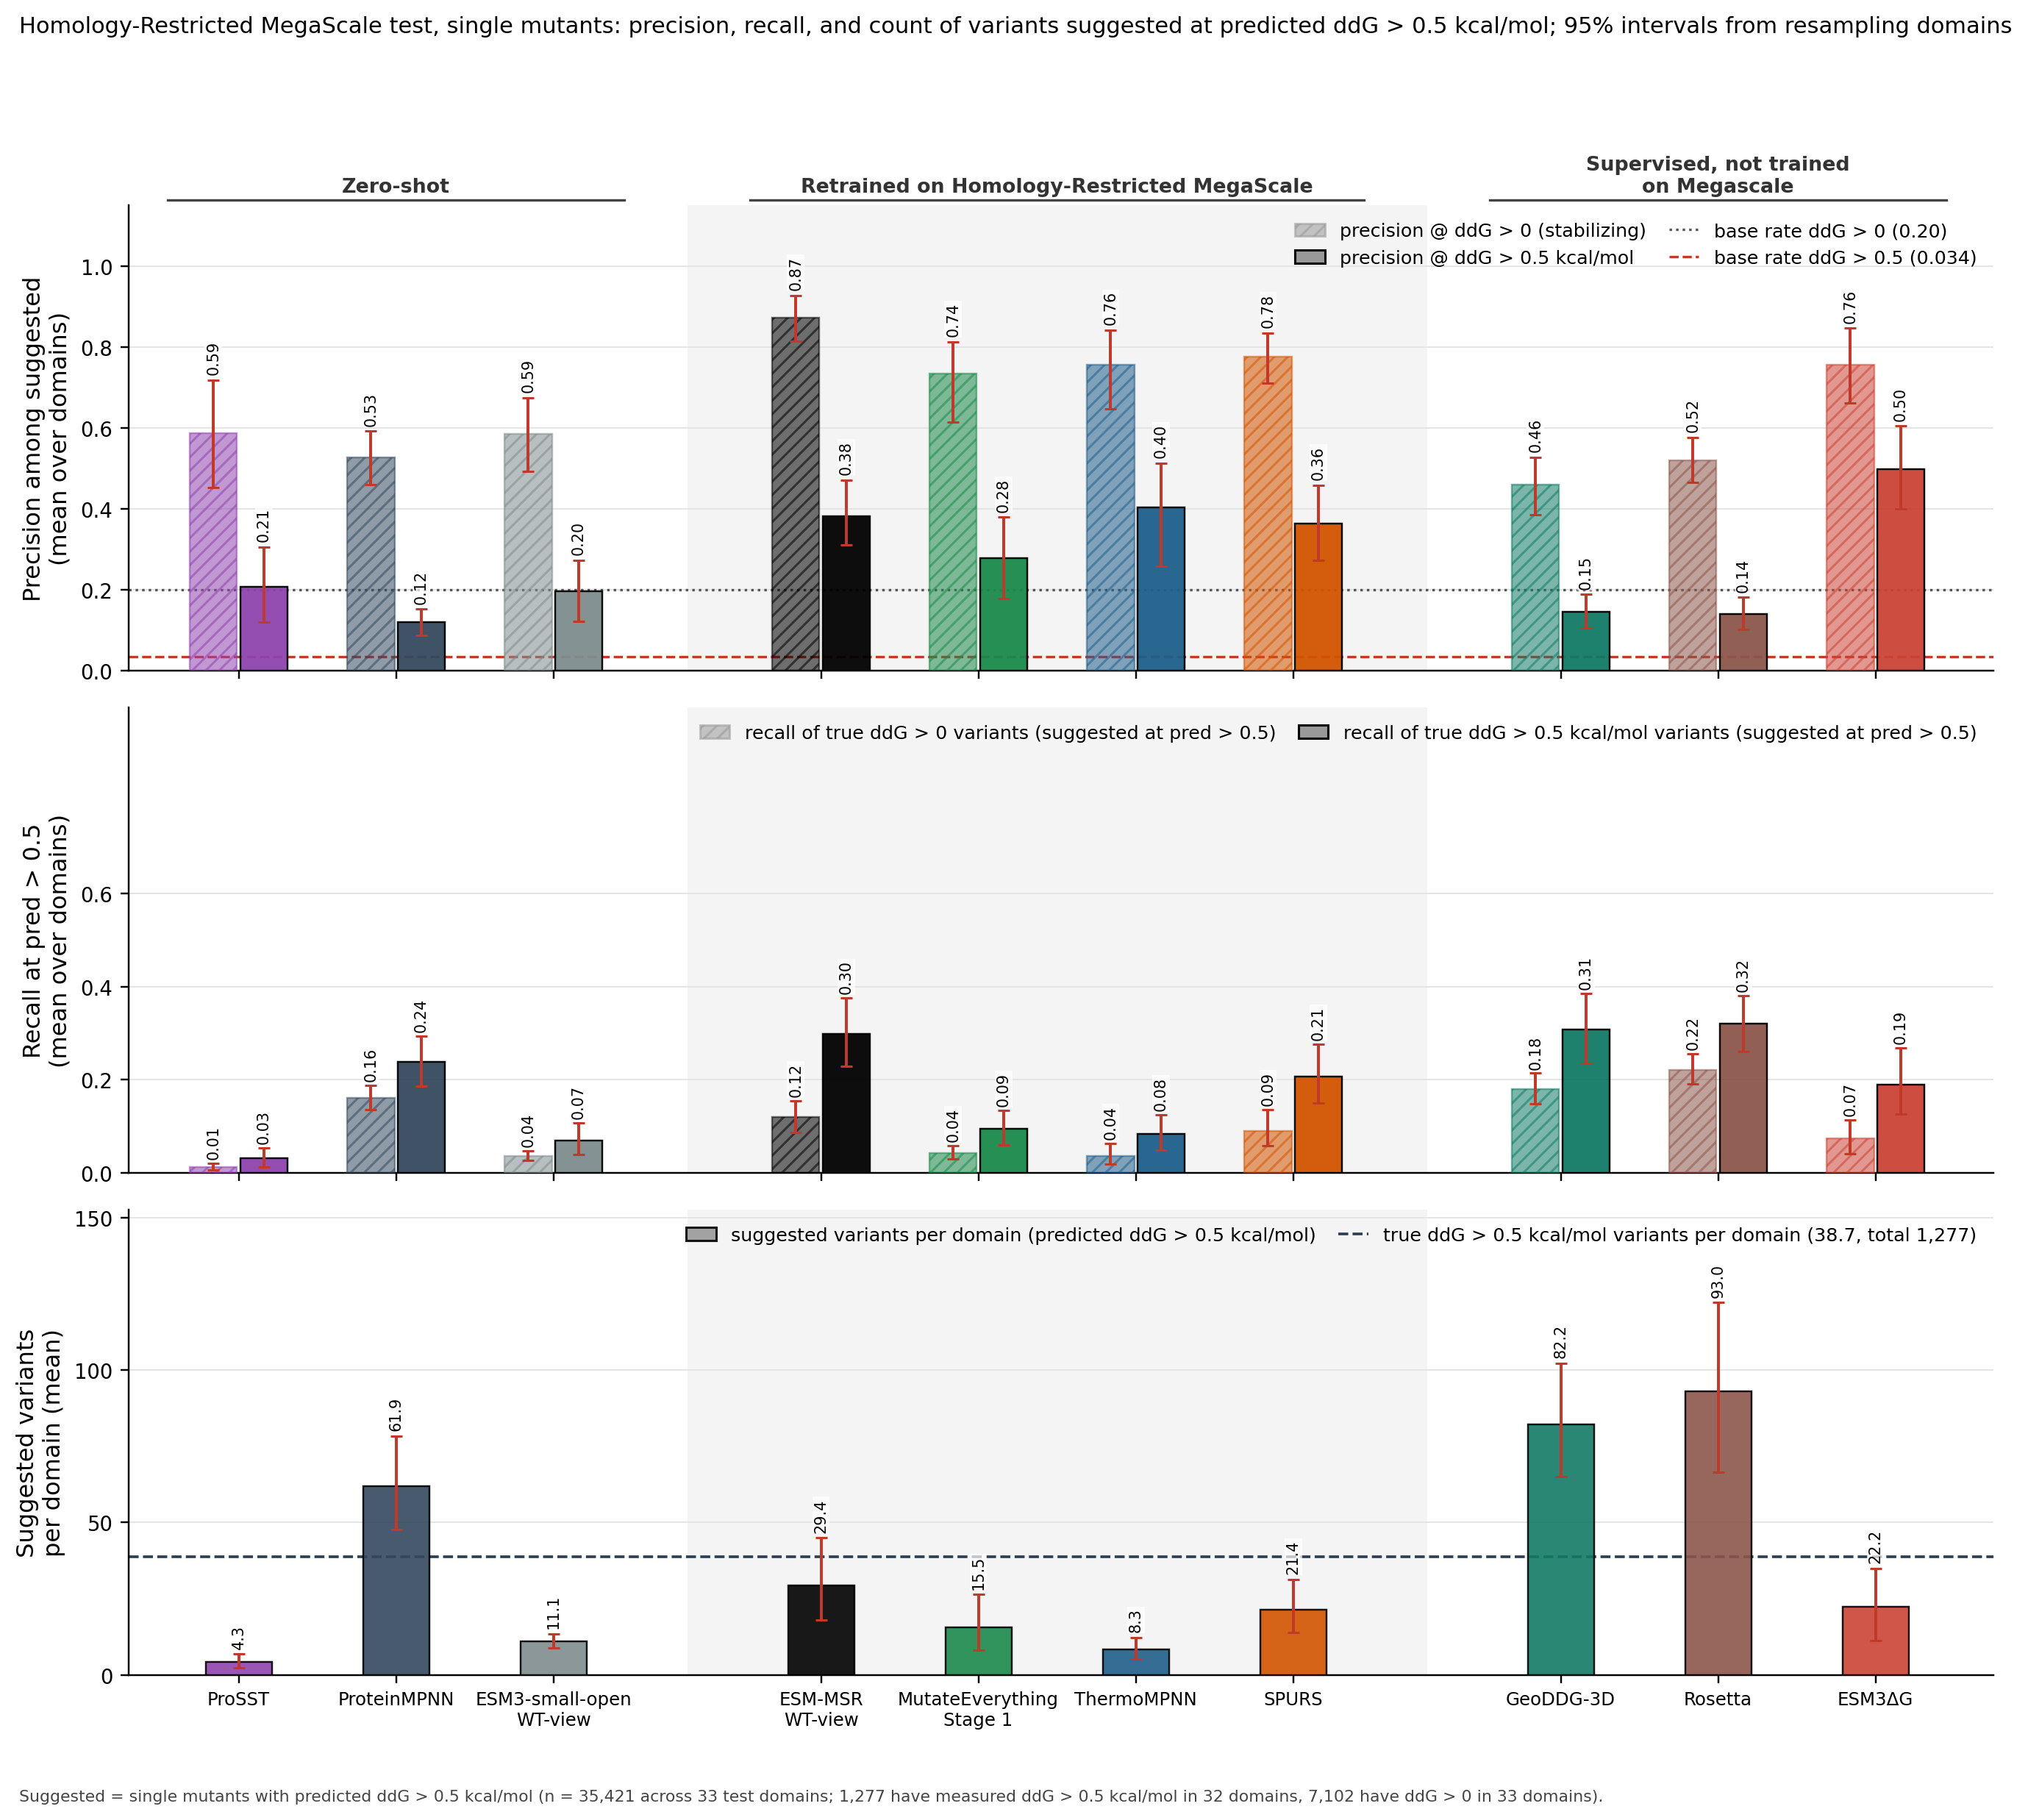 Homology-Restricted MegaScale test, single mutants: precision, recall, and count of variants suggested at predicted ddG > 0.5 kcal/mol; 95% intervals from resampling domains
Zero-shot
Retrained on Homology-Restricted MegaScale
Supervised, not trained
on Megascale
Precision among suggested
(mean over domains)
precision @ ddG > 0 (stabilizing)
precision @ ddG > 0.5 kcal/mol
base rate ddG > 0 (0.20)
base rate ddG > 0.5 (0.034)
1.0
0.8
0.6
0.4
0.2
0.0
0.59
0.21
0.53
0.12
0.59
0.20
0.87
0.38
0.74
0.28
0.76
0.40
0.78
0.36
0.46
0.15
0.52
0.14
0.76
0.50
Recall at pred > 0.5
(mean over domains)
recall of true ddG > 0 variants (suggested at pred > 0.5)
recall of true ddG > 0.5 kcal/mol variants (suggested at pred > 0.5)
0.6
0.4
0.2
0.0
0.01
0.03
0.16
0.24
0.04
0.07
0.12
0.30
0.04
0.09
0.04
0.08
0.09
0.21
0.18
0.31
0.22
0.32
0.07
0.19
Suggested variants
per domain (mean)
suggested variants per domain (predicted ddG > 0.5 kcal/mol)
true ddG > 0.5 kcal/mol variants per domain (38.7, total 1,277)
150
100
50
0
4.3
61.9
11.1
29.4
15.5
8.3
21.4
82.2
93.0
22.2
ProSST
ProteinMPNN
ESM3-small-open
WT-view
ESM-MSR
WT-view
MutateEverything
Stage 1
ThermoMPNN
SPURS
GeoDDG-3D
Rosetta
ESM3ΔG
Suggested = single mutants with predicted ddG > 0.5 kcal/mol (n = 35,421 across 33 test domains; 1,277 have measured ddG > 0.5 kcal/mol in 32 domains, 7,102 have ddG > 0 in 33 domains).